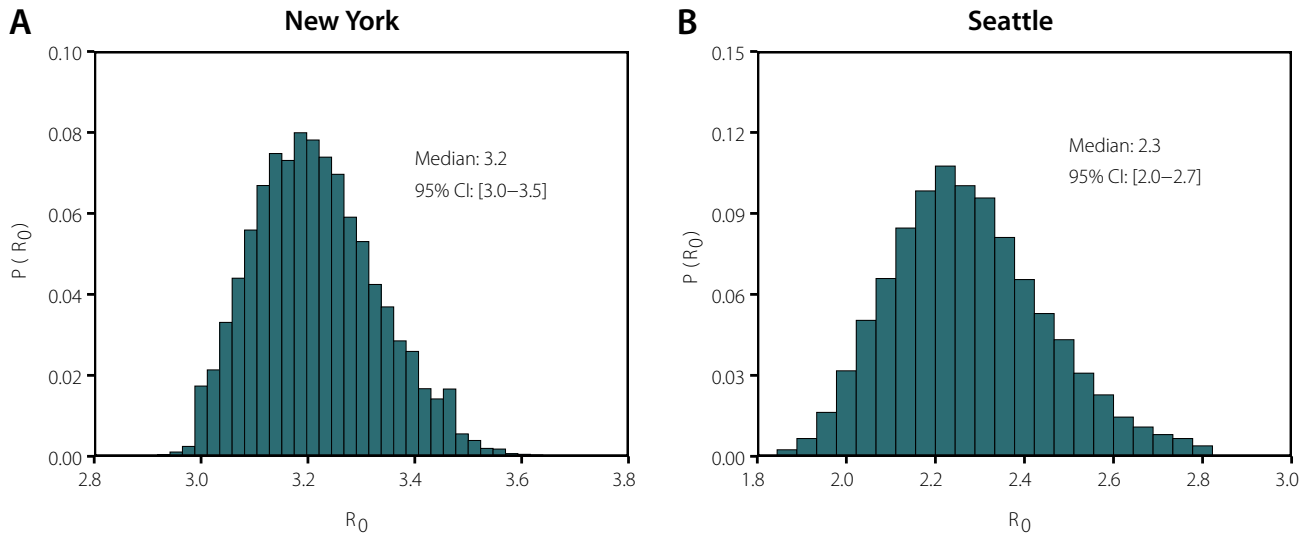 A
New York
P ( R0)
0.10
0.08
0.06
0.04
0.02
0.00
Median: 3.2
95% CI: [3.0–3.5]
2.8 3.0 3.2 3.4 3.6 3.8
R0
B
Seattle
P ( R0)
0.15
0.12
0.09
0.06
0.03
0.00
Median: 2.3
95% CI: [2.0–2.7]
1.8 2.0 2.2 2.4 2.6 2.8 3.0
R0